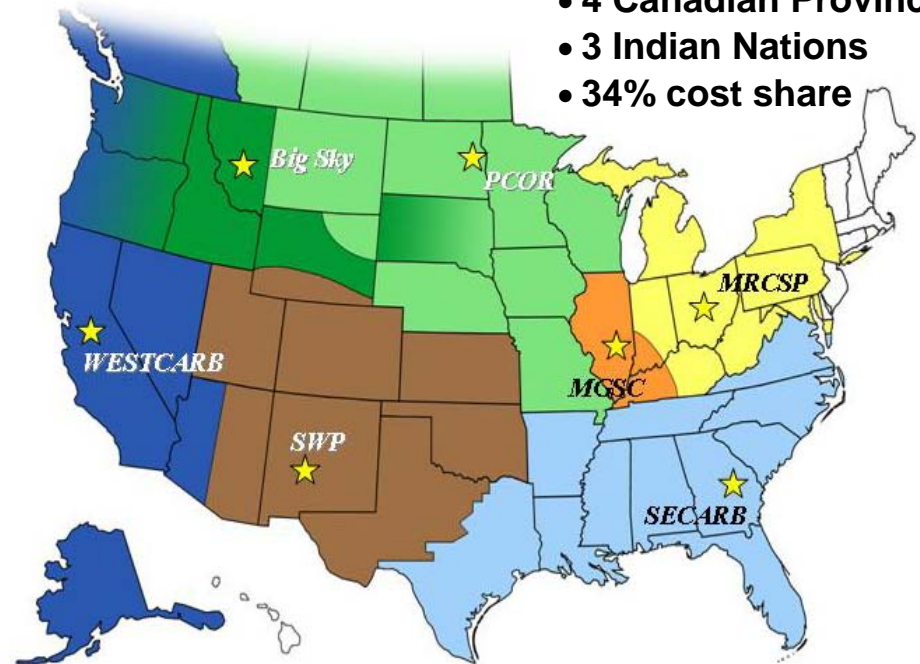 • 4 Canadian Provinc
• 3 Indian Nations
• 34% cost share
Big Sky
PCOR
MRCSP
WESTCARB
MGSC
SWP
SECARB